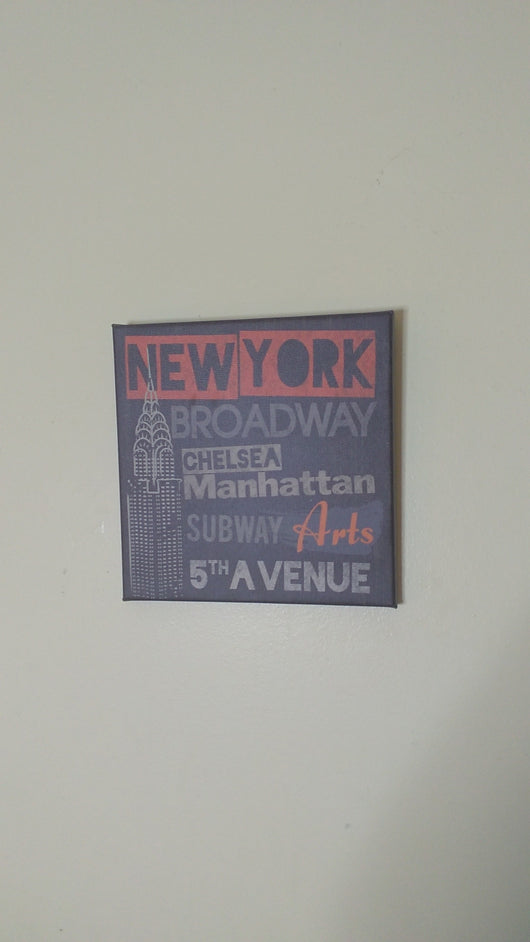 NEW YORK
BROADWAY
CHELSEA
Manhattan
SUBWAY Arts
5TH AVENUE